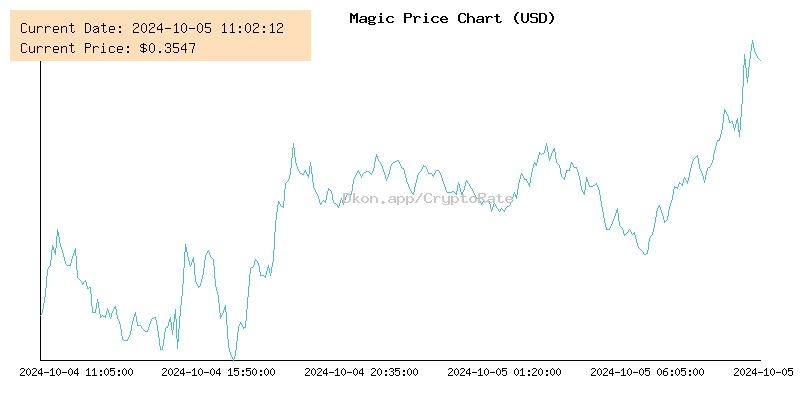 Magic Price Chart (USD)
Current Date: 2024-10-05 11:02:12
Current Price: $0.3547
Dkon.app/CryptoRate
2024-10-04 11:05:00 2024-10-04 15:50:00 2024-10-04 20:35:00 2024-10-05 01:20:00 2024-10-05 06:05:00 2024-10-05